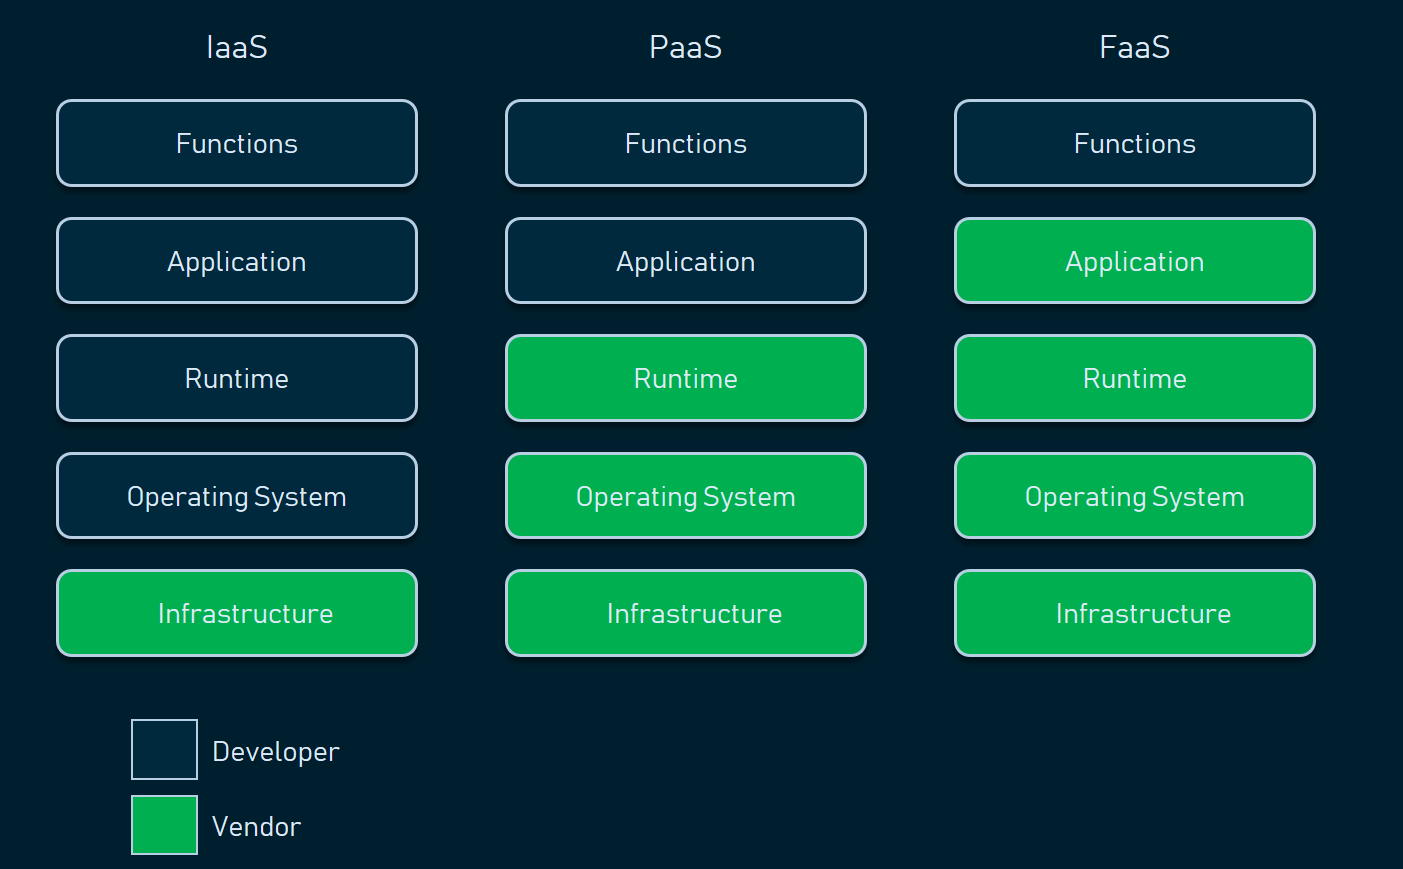 IaaS
PaaS
FaaS
Functions
Functions
Functions
Application
Application
Application
Runtime
Runtime
Runtime
Operating System
Operating System
Operating System
Infrastructure
Infrastructure
Infrastructure
Developer
Vendor